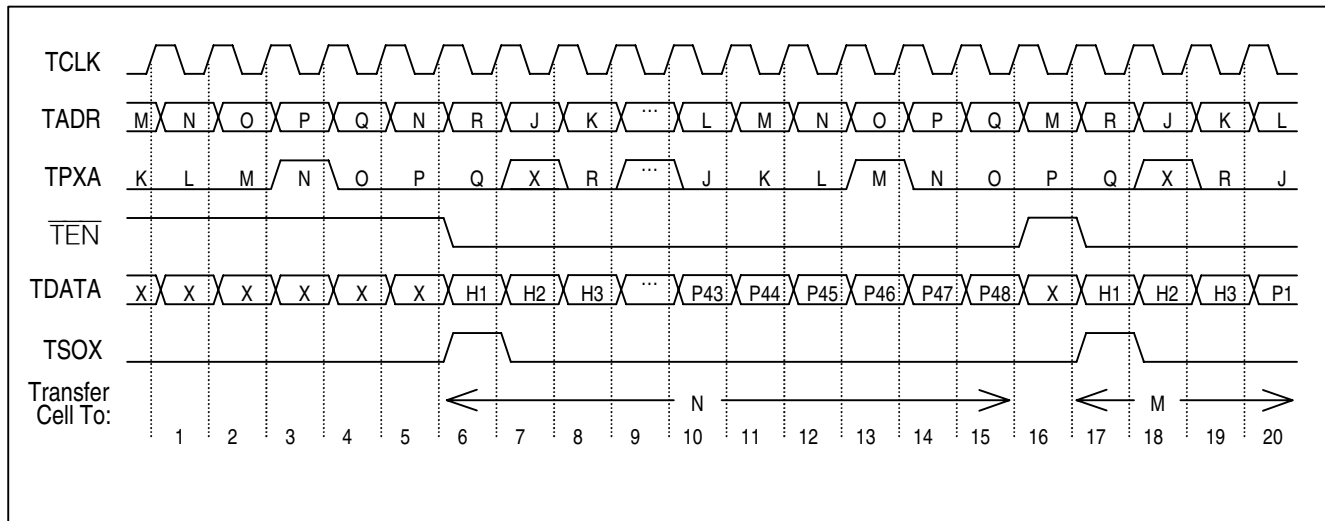 TCLK
TADR M N O P Q N R J K ... L M N O P Q M R J K L
TPXA K L M N O P Q X R ... J K L M N O P Q X R J
TEN
TDATA X X X X X X H1 H2 H3 ... P43 P44 P45 P46 P47 P48 X H1 H2 H3 P1
TSOX
Transfer
Cell To: N M
1 2 3 4 5 6 7 8 9 10 11 12 13 14 15 16 17 18 19 20